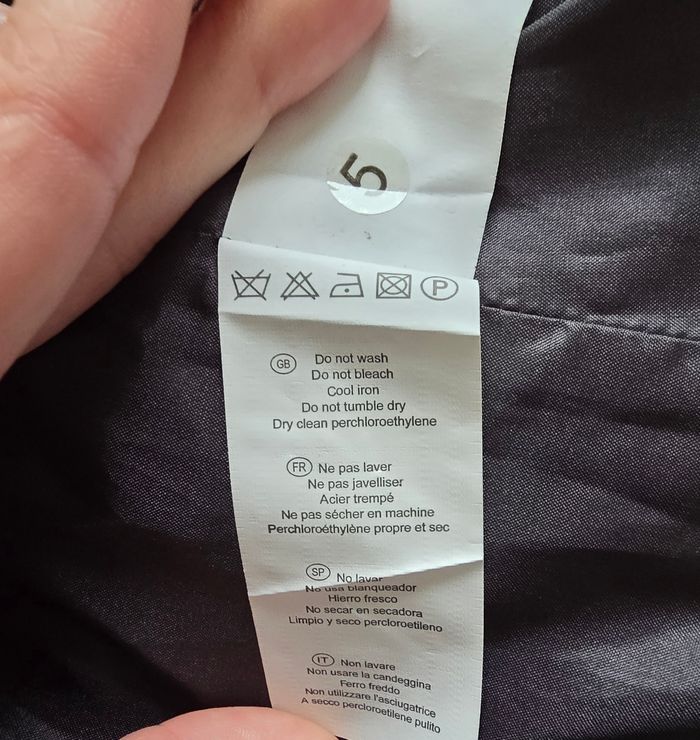 5
P
GB Do not wash
Do not bleach
Cool iron
Do not tumble dry
Dry clean perchloroethylene
FR Ne pas laver
Ne pas javelliser
Acier trempé
Ne pas sécher en machine
Perchloroéthylène propre et sec
SP No lavar
No usa blanqueador
Hierro fresco
No secar en secadora
Limpio y seco percloroetileno
IT Non lavare
Non usare la candeggina
Ferro freddo
Non utilizzare l'asciugatrice
A secco percloroetilene pulito